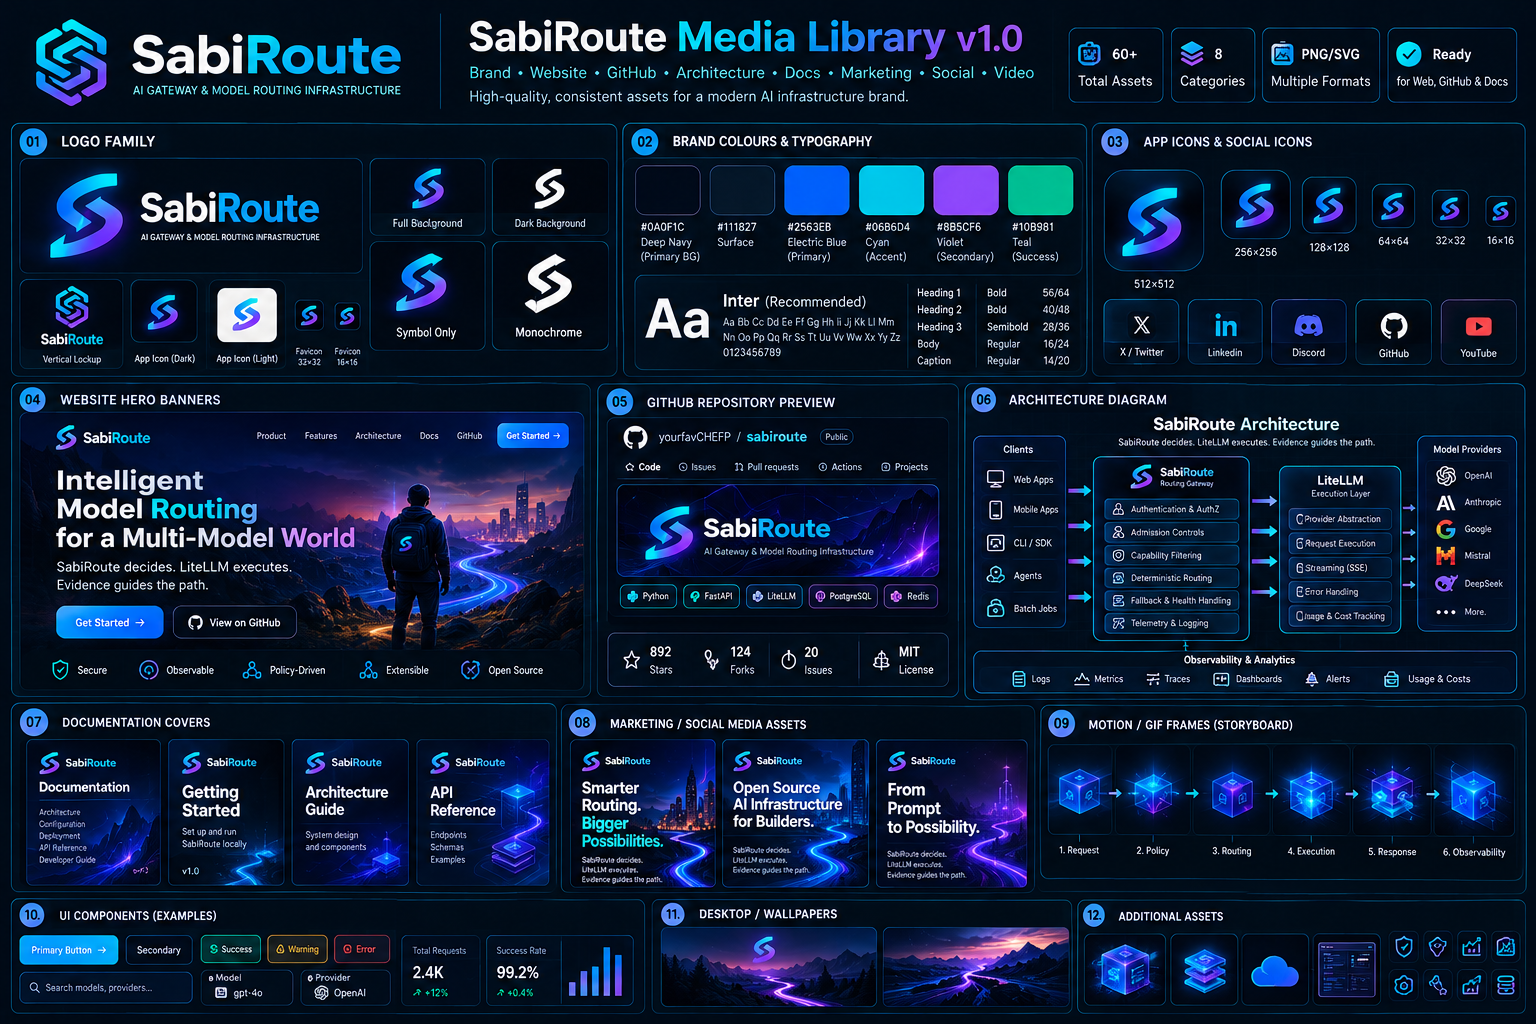 SabiRoute
AI GATEWAY & MODEL ROUTING INFRASTRUCTURE
SabiRoute Media Library v1.0
Brand • Website • GitHub • Architecture • Docs • Marketing • Social • Video
High-quality, consistent assets for a modern AI infrastructure brand.
60+
Total Assets
8
Categories
PNG/SVG
Multiple Formats
Ready
for Web, GitHub & Docs
01 LOGO FAMILY
SabiRoute
AI GATEWAY & MODEL ROUTING INFRASTRUCTURE
Full Background
Dark Background
Symbol Only
Monochrome
SabiRoute
Vertical Lockup
App Icon (Dark)
App Icon (Light)
Favicon
32×32
Favicon
16×16
02 BRAND COLOURS & TYPOGRAPHY
#0A0F1C
Deep Navy
(Primary BG)
#111827
Surface
#2563EB
Electric Blue
(Primary)
#06B6D4
Cyan
(Accent)
#8B5CF6
Violet
(Secondary)
#10B981
Teal
(Success)
Aa
Inter (Recommended)
Aa Bb Cc Dd Ee Ff Gg Hh Ii Jj Kk Ll Mm
Nn Oo Pp Qq Rr Ss Tt Uu Vv Ww Xx Yy Zz
0123456789
Heading 1 Bold 56/64
Heading 2 Bold 40/48
Heading 3 Semibold 28/36
Body Regular 16/24
Caption Regular 14/20
03 APP ICONS & SOCIAL ICONS
512×512
256×256
128×128
64×64
32×32
16×16
X / Twitter
Linkedin
Discord
GitHub
YouTube
04 WEBSITE HERO BANNERS
SabiRoute
Product Features Architecture Docs GitHub Get Started →
Intelligent
Model Routing
for a Multi-Model World
SabiRoute decides. LiteLLM executes.
Evidence guides the path.
Get Started →
View on GitHub
Secure
Observable
Policy-Driven
Extensible
Open Source
05 GITHUB REPOSITORY PREVIEW
yourfavCHEFP / sabiroute Public
Code Issues Pull requests Actions Projects
SabiRoute
AI Gateway & Model Routing Infrastructure
Python FastAPI LiteLLM PostgreSQL Redis
892
Stars
124
Forks
20
Issues
MIT
License
06 ARCHITECTURE DIAGRAM
SabiRoute Architecture
SabiRoute decides. LiteLLM executes. Evidence guides the path.
Clients
Web Apps
Mobile Apps
CLI / SDK
Agents
Batch Jobs
SabiRoute
Routing Gateway
Authentication & AuthZ
Admission Controls
Capability Filtering
Deterministic Routing
Fallback & Health Handling
Telemetry & Logging
LiteLLM
Execution Layer
Provider Abstraction
Request Execution
Streaming (SSE)
Error Handling
Usage & Cost Tracking
Model Providers
OpenAI
Anthropic
Google
Mistral
DeepSeek
More.
Observability & Analytics
Logs Metrics Traces Dashboards Alerts Usage & Costs
07 DOCUMENTATION COVERS
SabiRoute
Documentation
Architecture
Configuration
Deployment
API Reference
Developer Guide
SabiRoute
Getting
Started
Set up and run
SabiRoute locally
v1.0
SabiRoute
Architecture
Guide
System design
and components
SabiRoute
API
Reference
Endpoints
Schemas
Examples
08 MARKETING / SOCIAL MEDIA ASSETS
SabiRoute
Smarter
Routing.
Bigger
Possibilities.
SabiRoute decides.
LiteLLM executes.
Evidence guides the path.
SabiRoute
Open Source
AI Infrastructure
for Builders.
SabiRoute decides.
LiteLLM executes.
Evidence guides the path.
SabiRoute
From
Prompt
to Possibility.
SabiRoute decides.
LiteLLM executes.
Evidence guides the path.
09 MOTION / GIF FRAMES (STORYBOARD)
1. Request
2. Policy
3. Routing
4. Execution
5. Response
6. Observability
10. UI COMPONENTS (EXAMPLES)
Primary Button →
Secondary
Success
Warning
Error
Search models, providers...
Model
gpt-4o
Provider
OpenAI
Total Requests
2.4K
+12%
Success Rate
99.2%
+0.4%
11. DESKTOP / WALLPAPERS
12. ADDITIONAL ASSETS